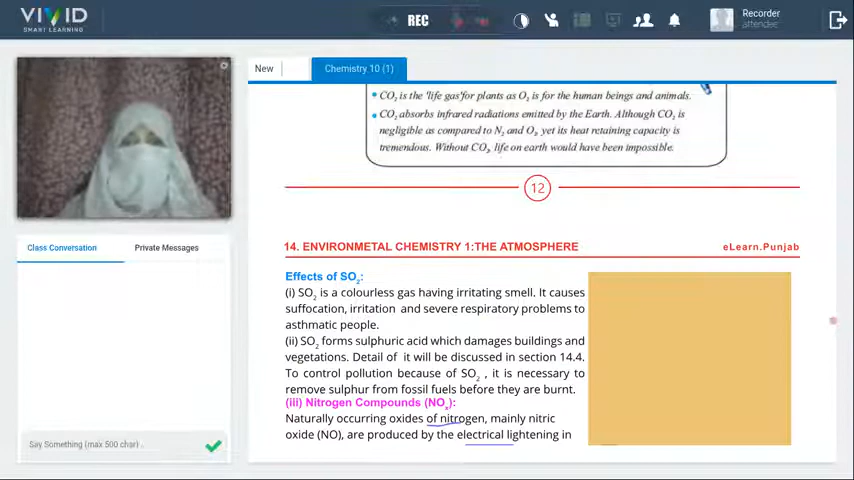 VIVID
SMART LEARNING
REC
Recorder
attendee
New
Chemistry 10 (1)
Class Conversation
Private Messages
Say Something (max 500 char) ..
• CO₂ is the 'life gas'for plants as O₂ is for the human beings and animals.
• CO₂ absorbs infrared radiations emitted by the Earth. Although CO₂ is
negligible as compared to N₂ and O₂, yet its heat retaining capacity is
tremendous. Without CO₂, life on earth would have been impossible.
12
14. ENVIRONMETAL CHEMISTRY 1:THE ATMOSPHERE
eLearn.Punjab
Effects of SO₂:
(i) SO₂ is a colourless gas having irritating smell. It causes
suffocation, irritation and severe respiratory problems to
asthmatic people.
(ii) SO₂ forms sulphuric acid which damages buildings and
vegetations. Detail of it will be discussed in section 14.4.
To control pollution because of SO₂ , it is necessary to
remove sulphur from fossil fuels before they are burnt.
(iii) Nitrogen Compounds (NOₓ):
Naturally occurring oxides of nitrogen, mainly nitric
oxide (NO), are produced by the electrical lightening in